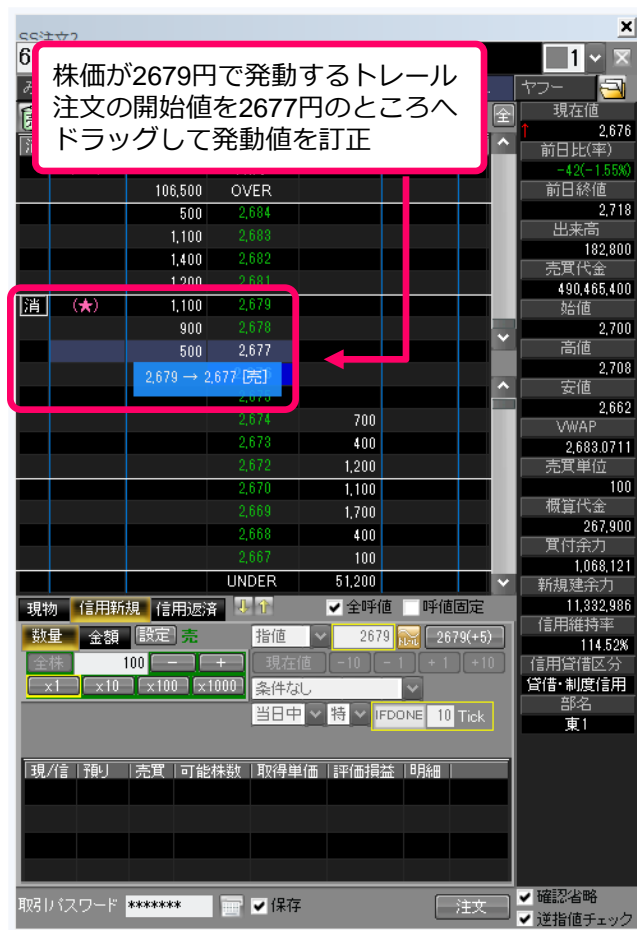 SS注文2
株価が2679円で発動するトレール
注文の開始値を2677円のところへ
ドラッグして発動値を訂正
6
1
ヤフー
全
106,500 OVER
500 2,684
1,100 2,683
1,400 2,682
1,200 2,681
消 (★) 1,100 2,679
900 2,678
500 2,677
2,679 → 2,677 [売]
2,675
2,674 700
2,673 400
2,672 1,200
2,670 1,100
2,669 1,700
2,668 400
2,667 100
UNDER 51,200
現在値
↑ 2,676
前日比(率)
-42(-1.55%)
前日終値
2,718
出来高
182,800
売買代金
490,465,400
始値
2,700
高値
2,708
安値
2,662
VWAP
2,683.0711
売買単位
100
概算代金
267,900
買付余力
1,068,121
新規建余力
11,332,986
信用維持率
114.52%
信用貸借区分
貸借・制度信用
部名
東1
現物 信用新規 信用返済 ↓ ↑ 全呼値 呼値固定
数量 金額 設定 売 指値 2679 2679(+5)
全株 100 － ＋ 現在値 -10 -1 +1 +10
x1 x10 x100 x1000 条件なし
当日中 特 IFDONE 10 Tick
現/信 預り 売買 可能株数 取得単価 評価損益 明細
取引パスワード ******* 保存 注文
確認省略
逆指値チェック